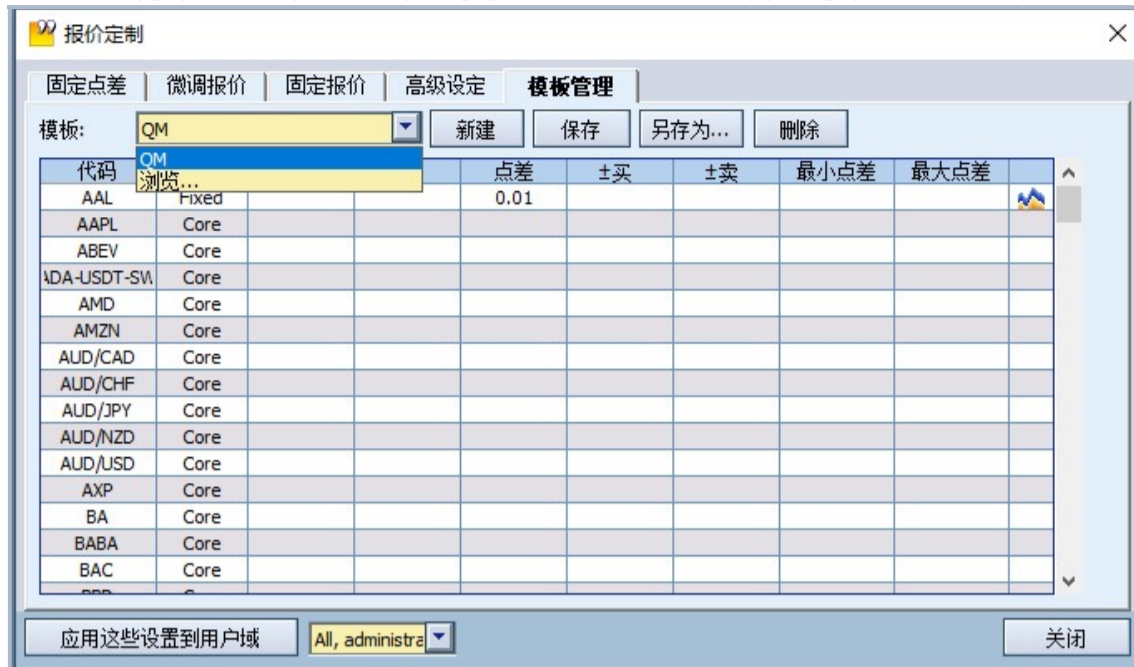 报价定制
固定点差 微调报价 固定报价 高级设定 模板管理
模板: QM 新建 保存 另存为... 删除
QM
浏览...
代码 点差 ±买 ±卖 最小点差 最大点差
AAL Fixed 0.01
AAPL Core
ABEV Core
ADA-USDT-SW Core
AMD Core
AMZN Core
AUD/CAD Core
AUD/CHF Core
AUD/JPY Core
AUD/NZD Core
AUD/USD Core
AXP Core
BA Core
BABA Core
BAC Core
应用这些设置到用户域 All, administra 关闭